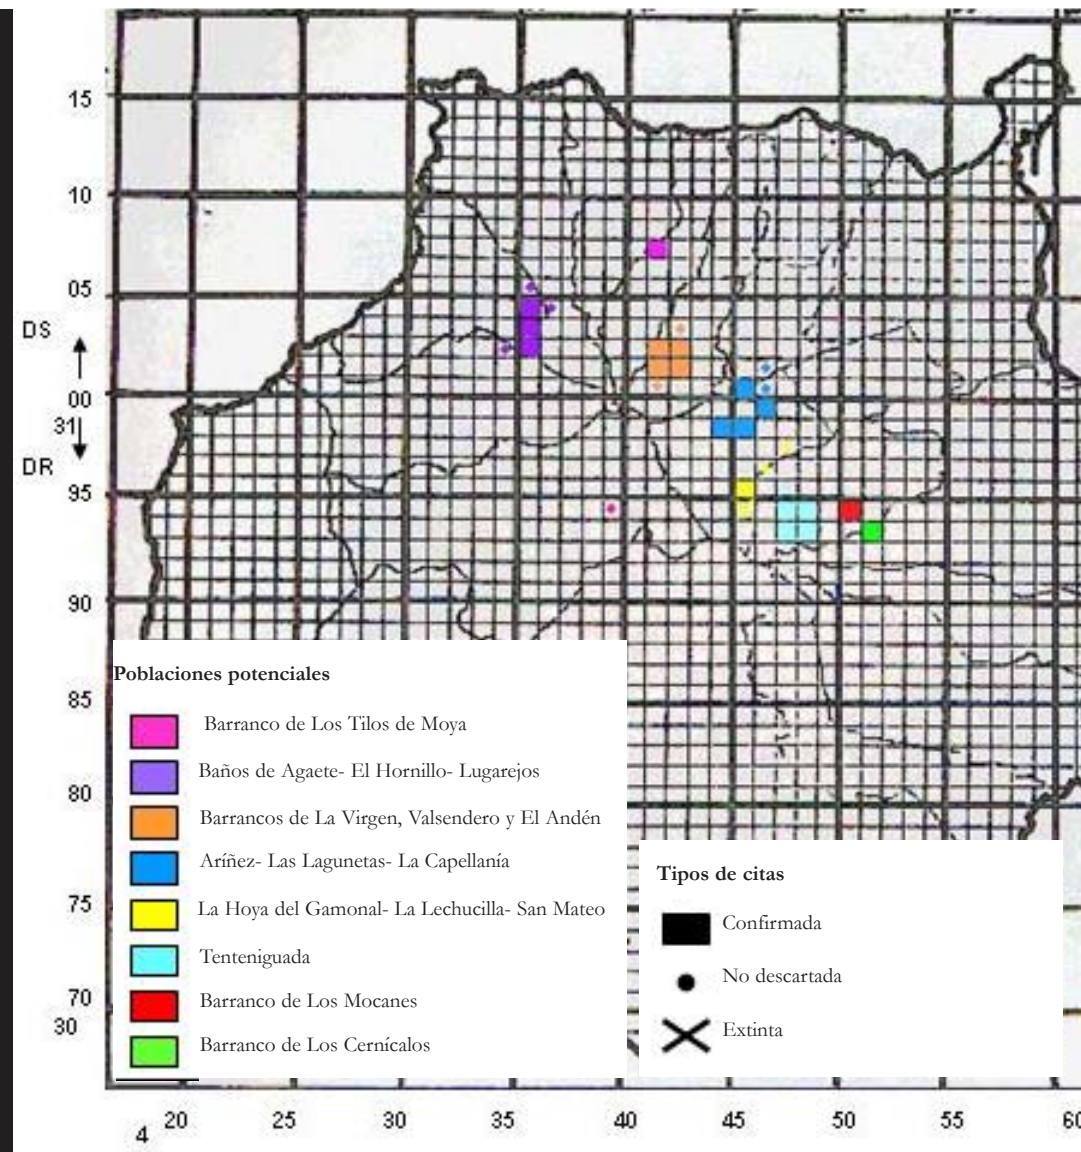 15
10
05
DS
00
31
DR
95
90
Poblaciones potenciales
85
Barranco de Los Tilos de Moya
Baños de Agaete- El Hornillo- Lugarejos
80
Barrancos de La Virgen, Valsendero y El Andén
Aríñez- Las Lagunetas- La Capellanía
Tipos de citas
75
La Hoya del Gamonal- La Lechucilla- San Mateo
Confirmada
Tenteniguada
No descartada
70
Barranco de Los Mocanes
30
Extinta
Barranco de Los Cernícalos
4 20 25 30 35 40 45 50 55 60